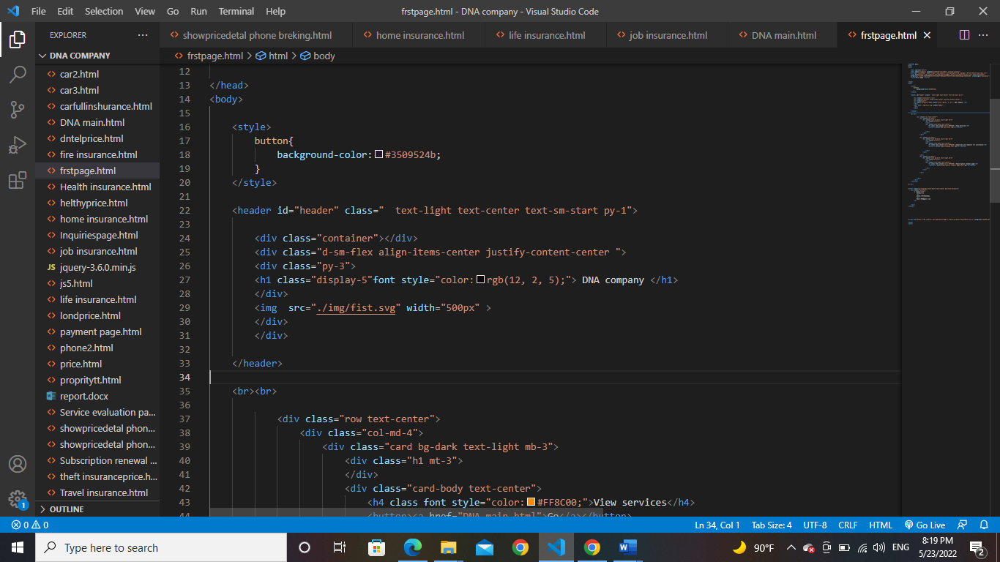 File Edit Selection View Go Run Terminal Help
frstpage.html - DNA company - Visual Studio Code
EXPLORER
showpricedetal phone breking.html
home insurance.html
life insurance.html
job insurance.html
DNA main.html
frstpage.html
DNA COMPANY
frstpage.html > html > body
car2.html
car3.html
carfullinshurance.html
DNA main.html
dntelprice.html
fire insurance.html
frstpage.html
Health insurance.html
helthyprice.html
home insurance.html
Inquiriespage.html
job insurance.html
JS jquery-3.6.0.min.js
js5.html
life insurance.html
londprice.html
payment page.html
phone2.html
price.html
propritytt.html
report.docx
Service evaluation pa...
showpricedetal phon...
showpricedetal phon...
Subscription renewal ...
theft insuranceprice.h...
Travel insurance.html
OUTLINE
12
13 </head>
14 <body>
15
16 <style>
17 button{
18 background-color: #3509524b;
19 }
20 </style>
21
22 <header id="header" class="  text-light text-center text-sm-start py-1">
23
24 <div class="container"></div>
25 <div class="d-sm-flex align-items-center justify-content-center ">
26 <div class="py-3">
27 <h1 class="display-5"font style="color: rgb(12, 2, 5);"> DNA company </h1>
28 </div>
29 <img  src="./img/fist.svg" width="500px" >
30 </div>
31 </div>
32
33 </header>
34
35 <br><br>
36
37 <div class="row text-center">
38 <div class="col-md-4">
39 <div class="card bg-dark text-light mb-3">
40 <div class="h1 mt-3">
41 </div>
42 <div class="card-body text-center">
43 <h4 class font style="color: #FF8C00;">View services</h4>
44 <button><a href="DNA main.html">Go</a></button>
1
0 0
Ln 34, Col 1 Tab Size: 4 UTF-8 CRLF HTML Go Live
Type here to search
90°F
ENG
8:19 PM
5/23/2022
2